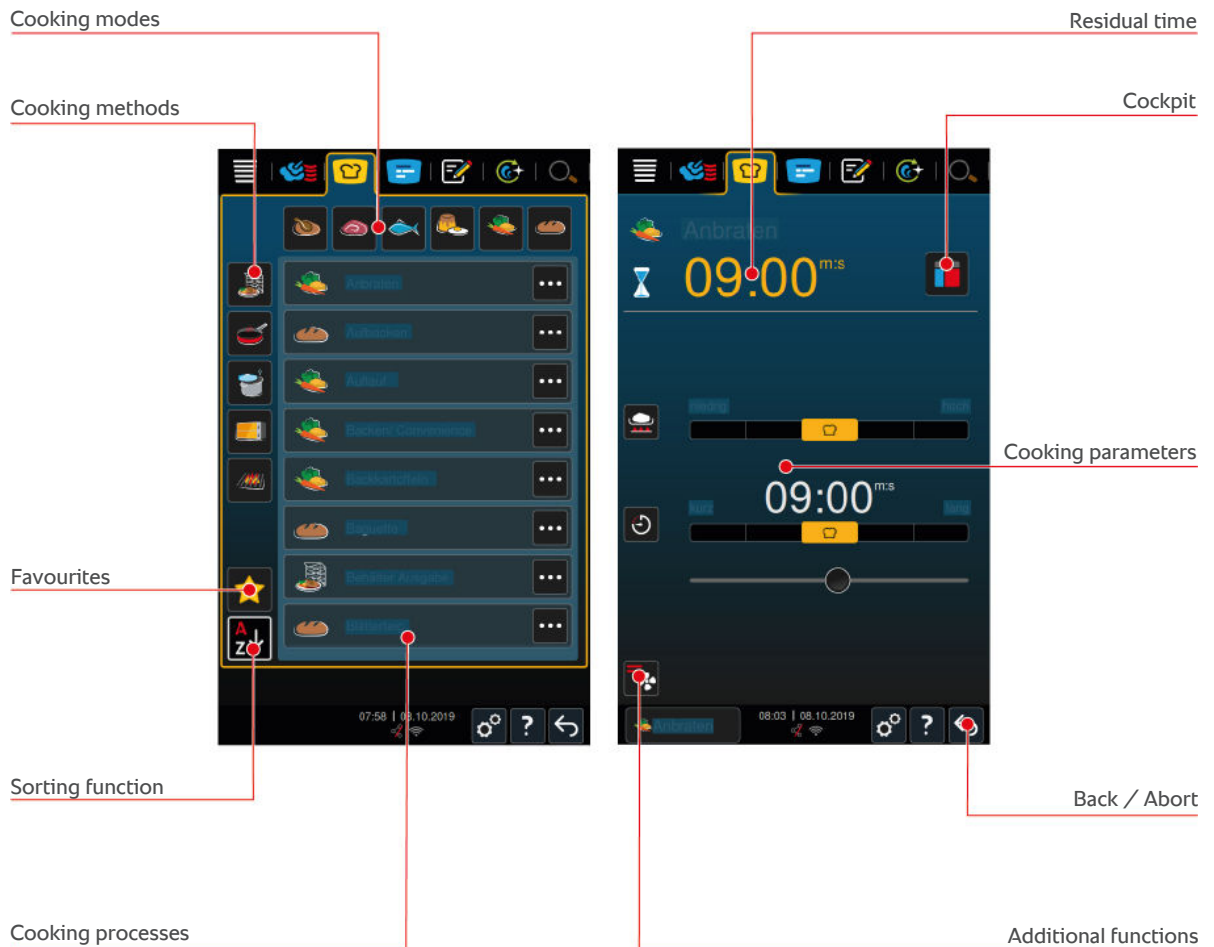 Cooking modes
Residual time
Cooking methods
Cockpit
Anbraten
09:00 m:s
Anbraten
Aufbacken
Auflauf
niedrig hoch
Backen/ Convenience
Cooking parameters
Backkartoffeln
09:00 m:s
kurz lang
Baguette
Favourites
Behälter Ausgabe
A
Z
Blätterteig
07:58 | 08.10.2019
?
Anbraten
08:03 | 08.10.2019
?
Sorting function
Back / Abort
Cooking processes
Additional functions